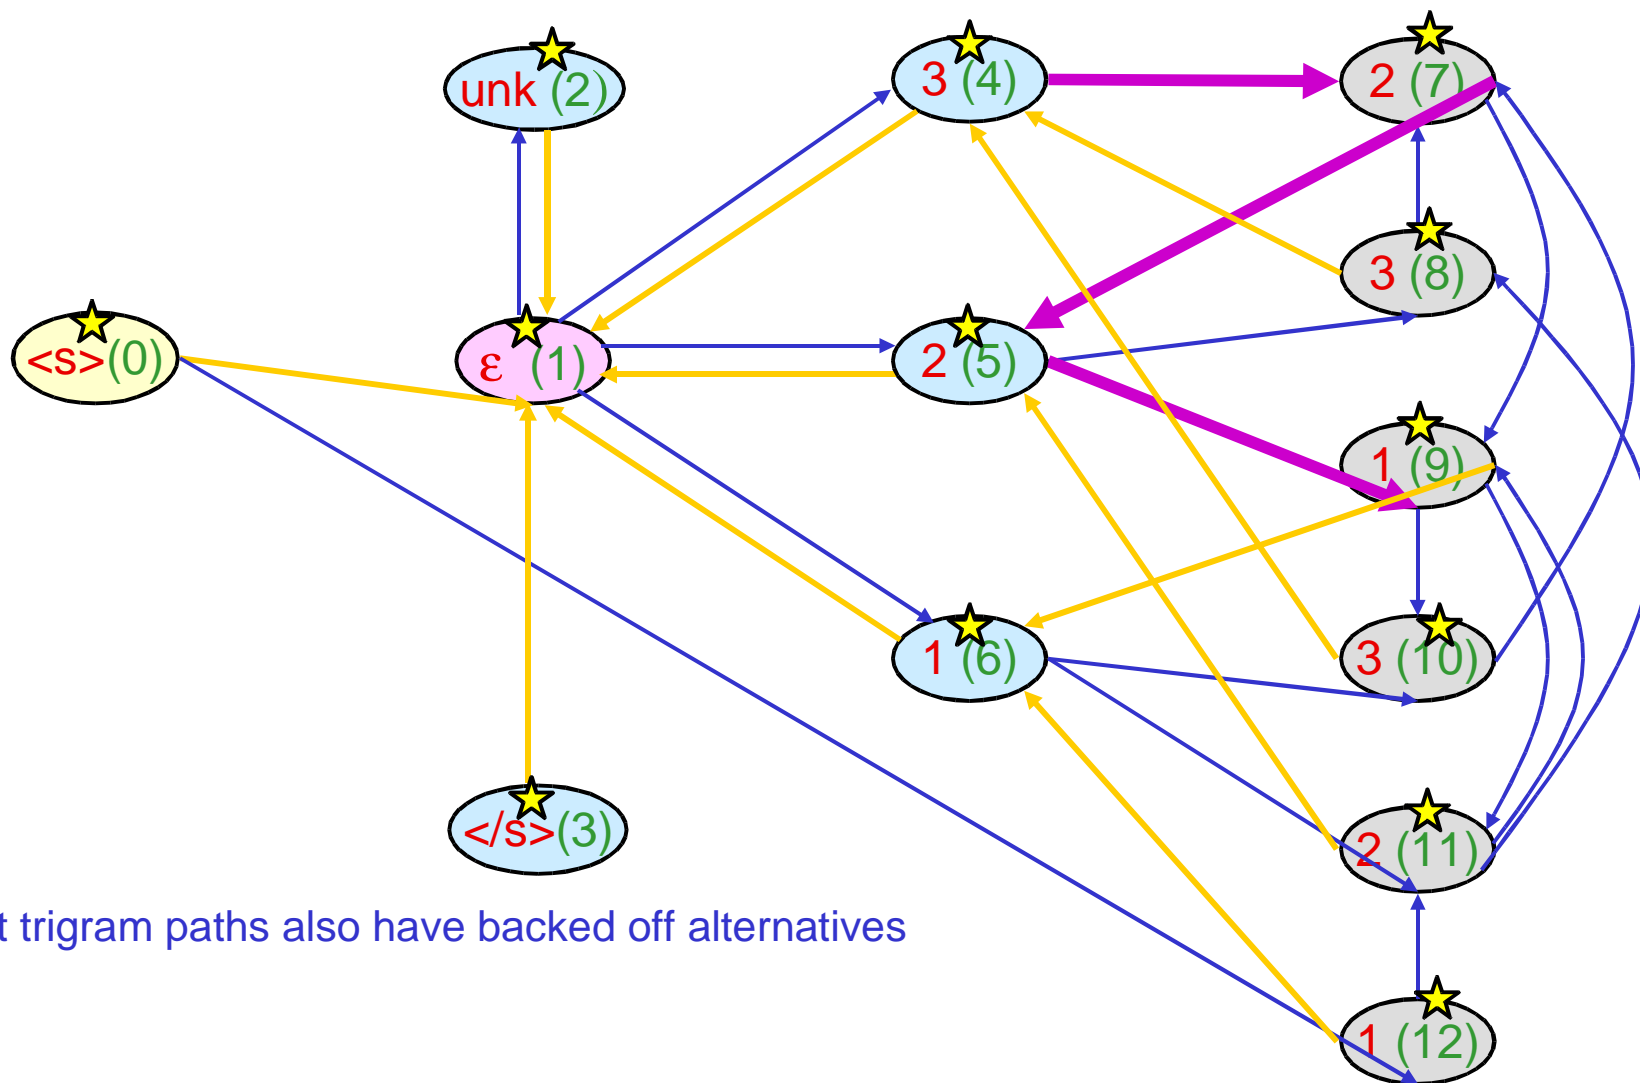 unk (2)
3 (4)
2 (7)
3 (8)
<s>(0)
ε (1)
2 (5)
1 (9)
1 (6)
3 (10)
</s>(3)
2 (11)
t trigram paths also have backed off alternatives
1 (12)